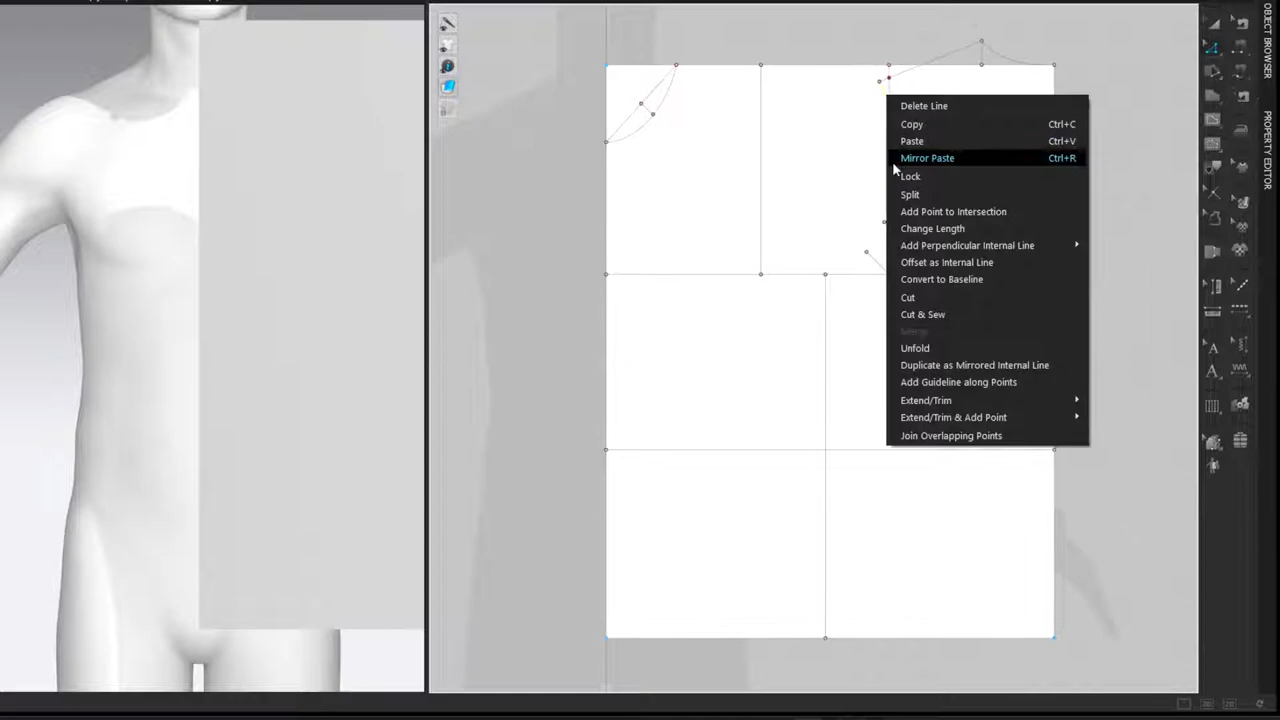 Delete Line
Copy Ctrl+C
Paste Ctrl+V
Mirror Paste Ctrl+R
Lock
Split
Add Point to Intersection
Change Length
Add Perpendicular Internal Line
Offset as Internal Line
Convert to Baseline
Cut
Cut & Sew
Merge
Unfold
Duplicate as Mirrored Internal Line
Add Guideline along Points
Extend/Trim
Extend/Trim & Add Point
Join Overlapping Points
OBJECT BROWSER
PROPERTY EDITOR